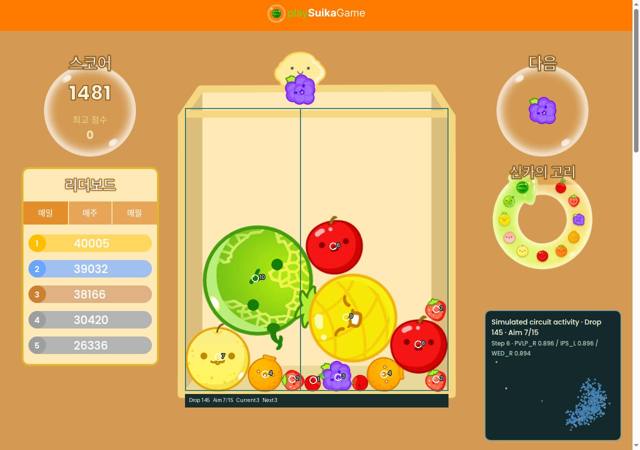 playSuikaGame
스코어
1481
최고 점수
0
다음
리더보드
매일 매주 매월
1 40005
2 39032
3 38166
4 30420
5 26336
신카의 고리
Simulated circuit activity · Drop
145 · Aim 7/15
Step 6 · PVLP_R 0.896 / IPS_L 0.896 /
WED_R 0.894
Drop 145 Aim 7/15 Current 3 Next 3